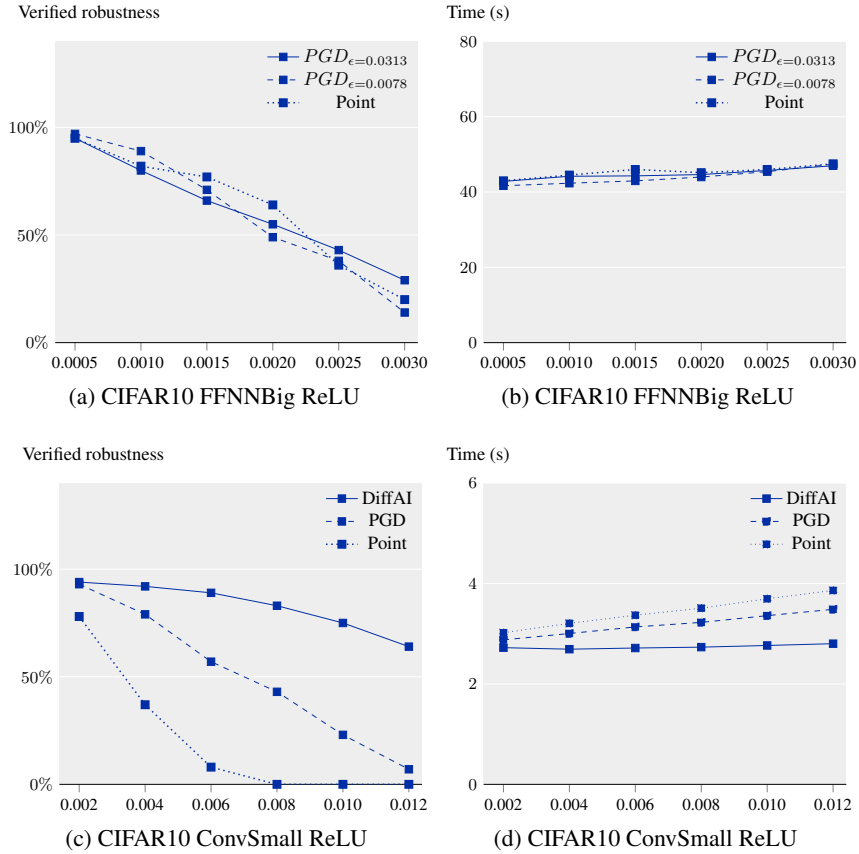 Verified robustness
100%
50%
0%
PGD_{ϵ=0.0313}
PGD_{ϵ=0.0078}
Point
0.0005 0.0010 0.0015 0.0020 0.0025 0.0030
(a) CIFAR10 FFNNBig ReLU
Time (s)
80
60
40
20
0
PGD_{ϵ=0.0313}
PGD_{ϵ=0.0078}
Point
0.0005 0.0010 0.0015 0.0020 0.0025 0.0030
(b) CIFAR10 FFNNBig ReLU
Verified robustness
100%
50%
0%
DiffAI
PGD
Point
0.002 0.004 0.006 0.008 0.010 0.012
(c) CIFAR10 ConvSmall ReLU
Time (s)
6
4
2
0
DiffAI
PGD
Point
0.002 0.004 0.006 0.008 0.010 0.012
(d) CIFAR10 ConvSmall ReLU